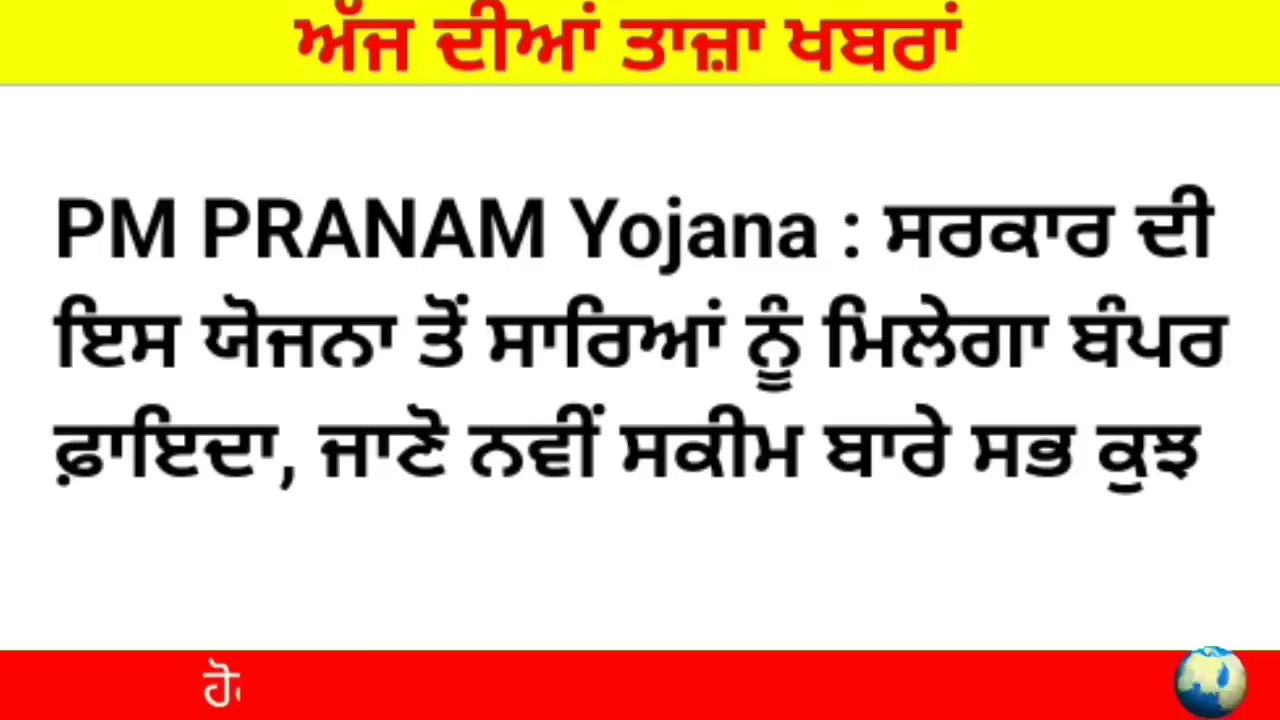 ਅੱਜ ਦੀਆਂ ਤਾਜ਼ਾ ਖਬਰਾਂ
PM PRANAM Yojana : ਸਰਕਾਰ ਦੀ
ਇਸ ਯੋਜਨਾ ਤੋਂ ਸਾਰਿਆਂ ਨੂੰ ਮਿਲੇਗਾ ਬੰਪਰ
ਫ਼ਾਇਦਾ, ਜਾਣੋ ਨਵੀਂ ਸਕੀਮ ਬਾਰੇ ਸਭ ਕੁਝ